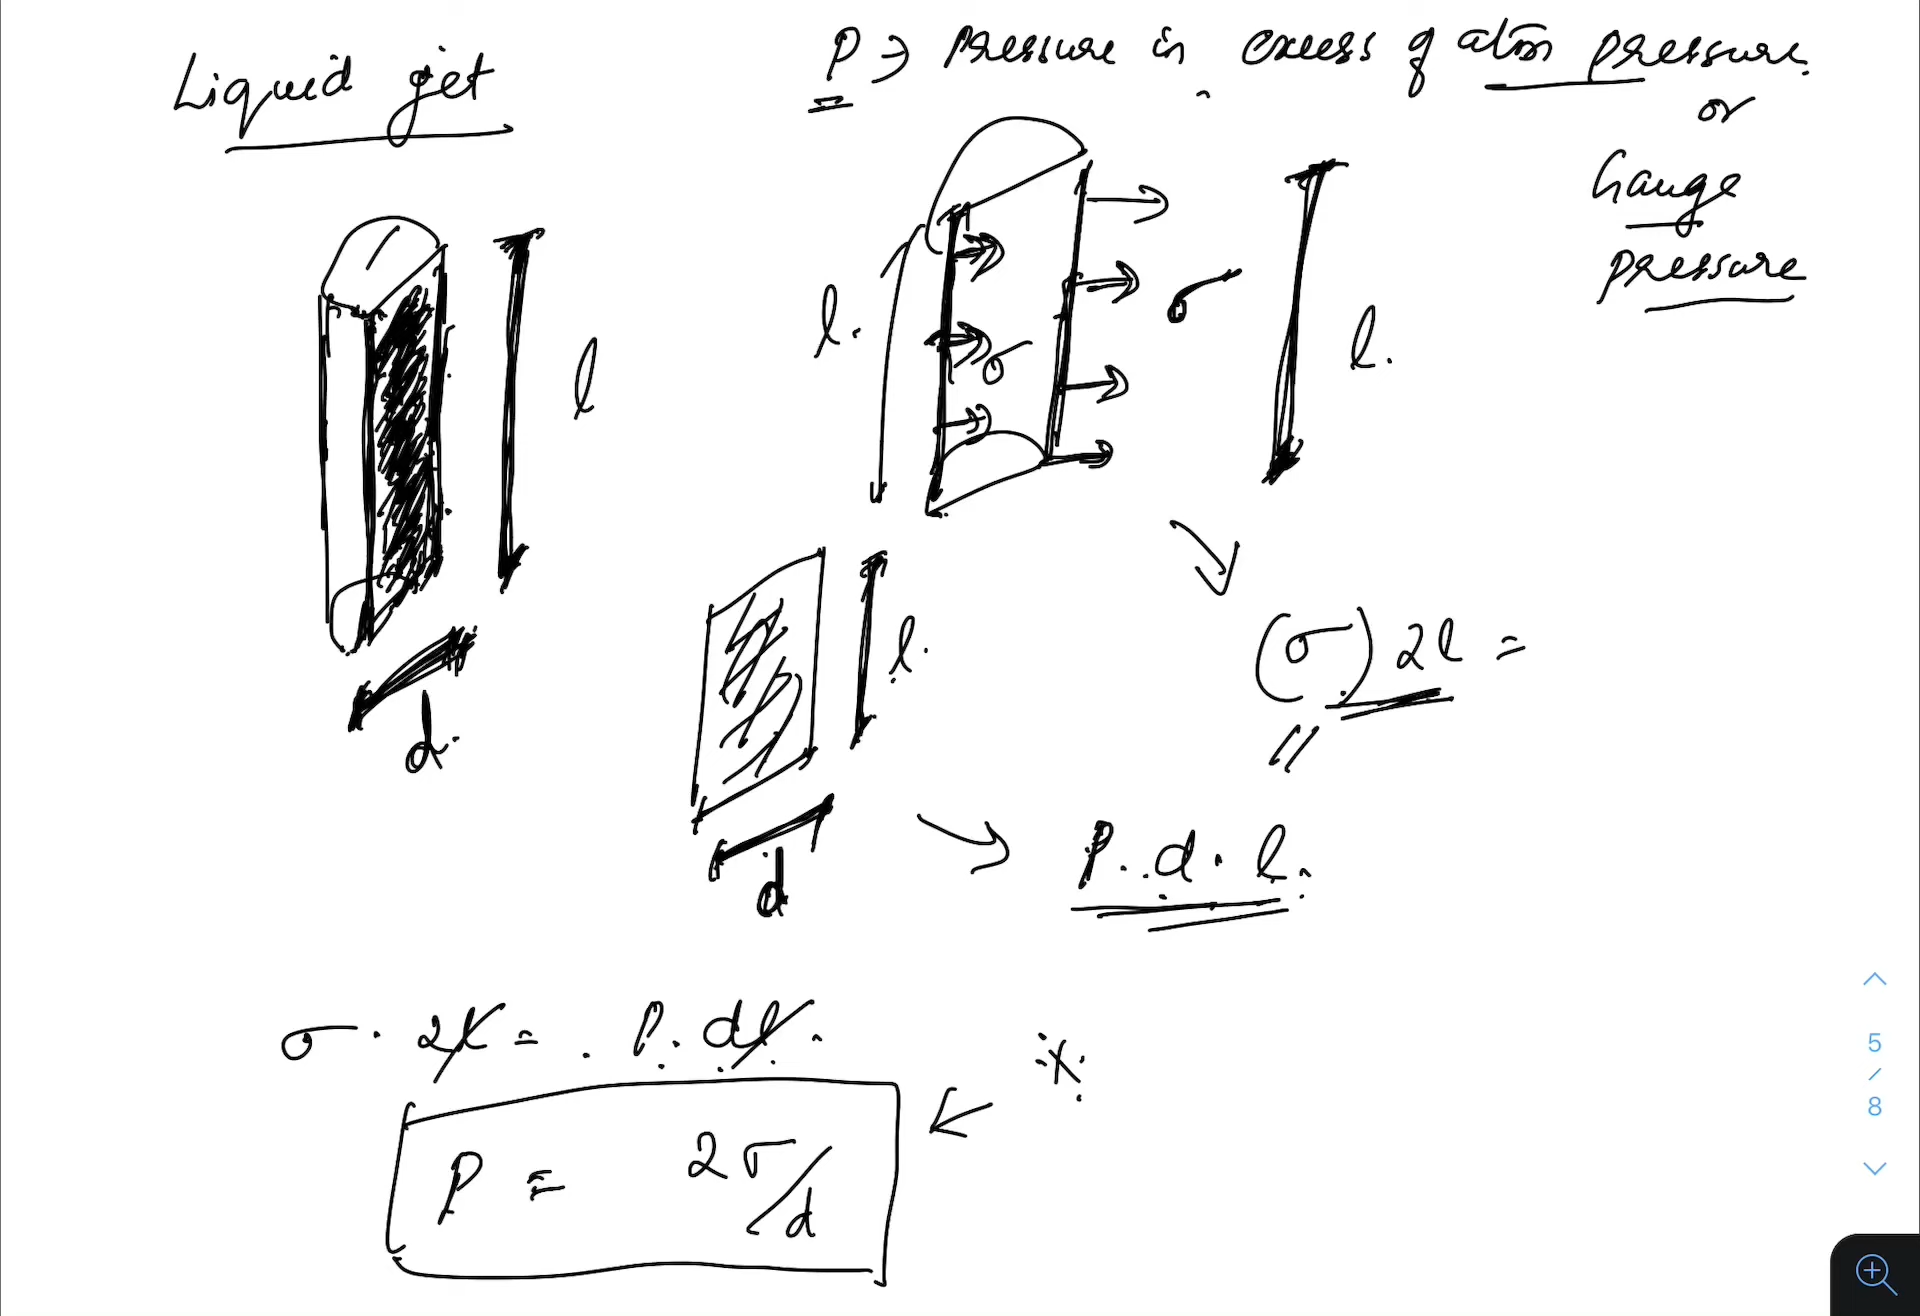 Liquid jet
P → Pressure in excess of atm pressure.
or
Gauge
pressure
l
d.
l.
σ
σ
l.
l.
d
(σ) 2l =
=
P. d. l.
σ. 2l = . P. dl.
P = 2σ/d
5
/
8